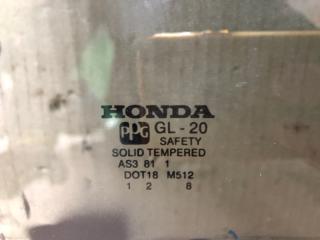 HONDA
PPG GL - 20
SAFETY
SOLID TEMPERED
AS3 81 1
DOT18 M512
1 2 8